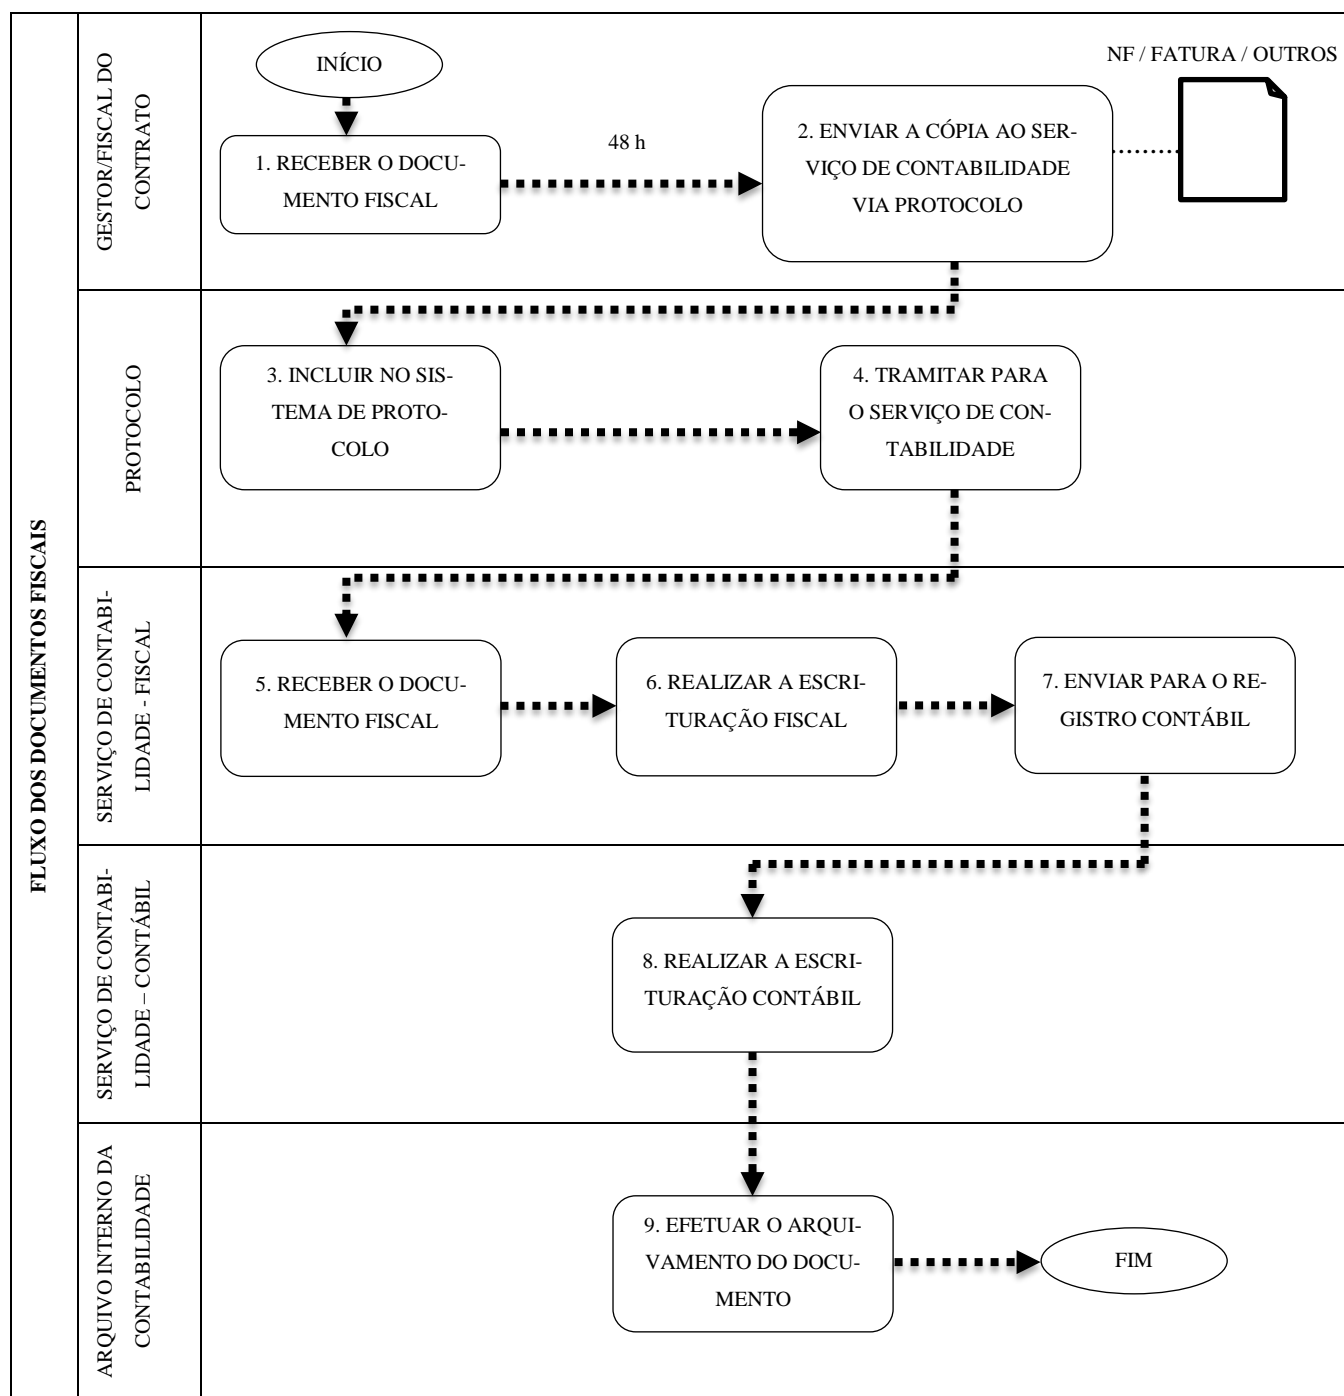 FLUXO DOS DOCUMENTOS FISCAIS
GESTOR/FISCAL DO
CONTRATO
INÍCIO
NF / FATURA / OUTROS
1. RECEBER O DOCU-
MENTO FISCAL
48 h
2. ENVIAR A CÓPIA AO SER-
VIÇO DE CONTABILIDADE
VIA PROTOCOLO
PROTOCOLO
3. INCLUIR NO SIS-
TEMA DE PROTO-
COLO
4. TRAMITAR PARA
O SERVIÇO DE CON-
TABILIDADE
SERVIÇO DE CONTABI-
LIDADE - FISCAL
5. RECEBER O DOCU-
MENTO FISCAL
6. REALIZAR A ESCRI-
TURAÇÃO FISCAL
7. ENVIAR PARA O RE-
GISTRO CONTÁBIL
SERVIÇO DE CONTABI-
LIDADE – CONTÁBIL
8. REALIZAR A ESCRI-
TURAÇÃO CONTÁBIL
ARQUIVO INTERNO DA
CONTABILIDADE
9. EFETUAR O ARQUI-
VAMENTO DO DOCU-
MENTO
FIM